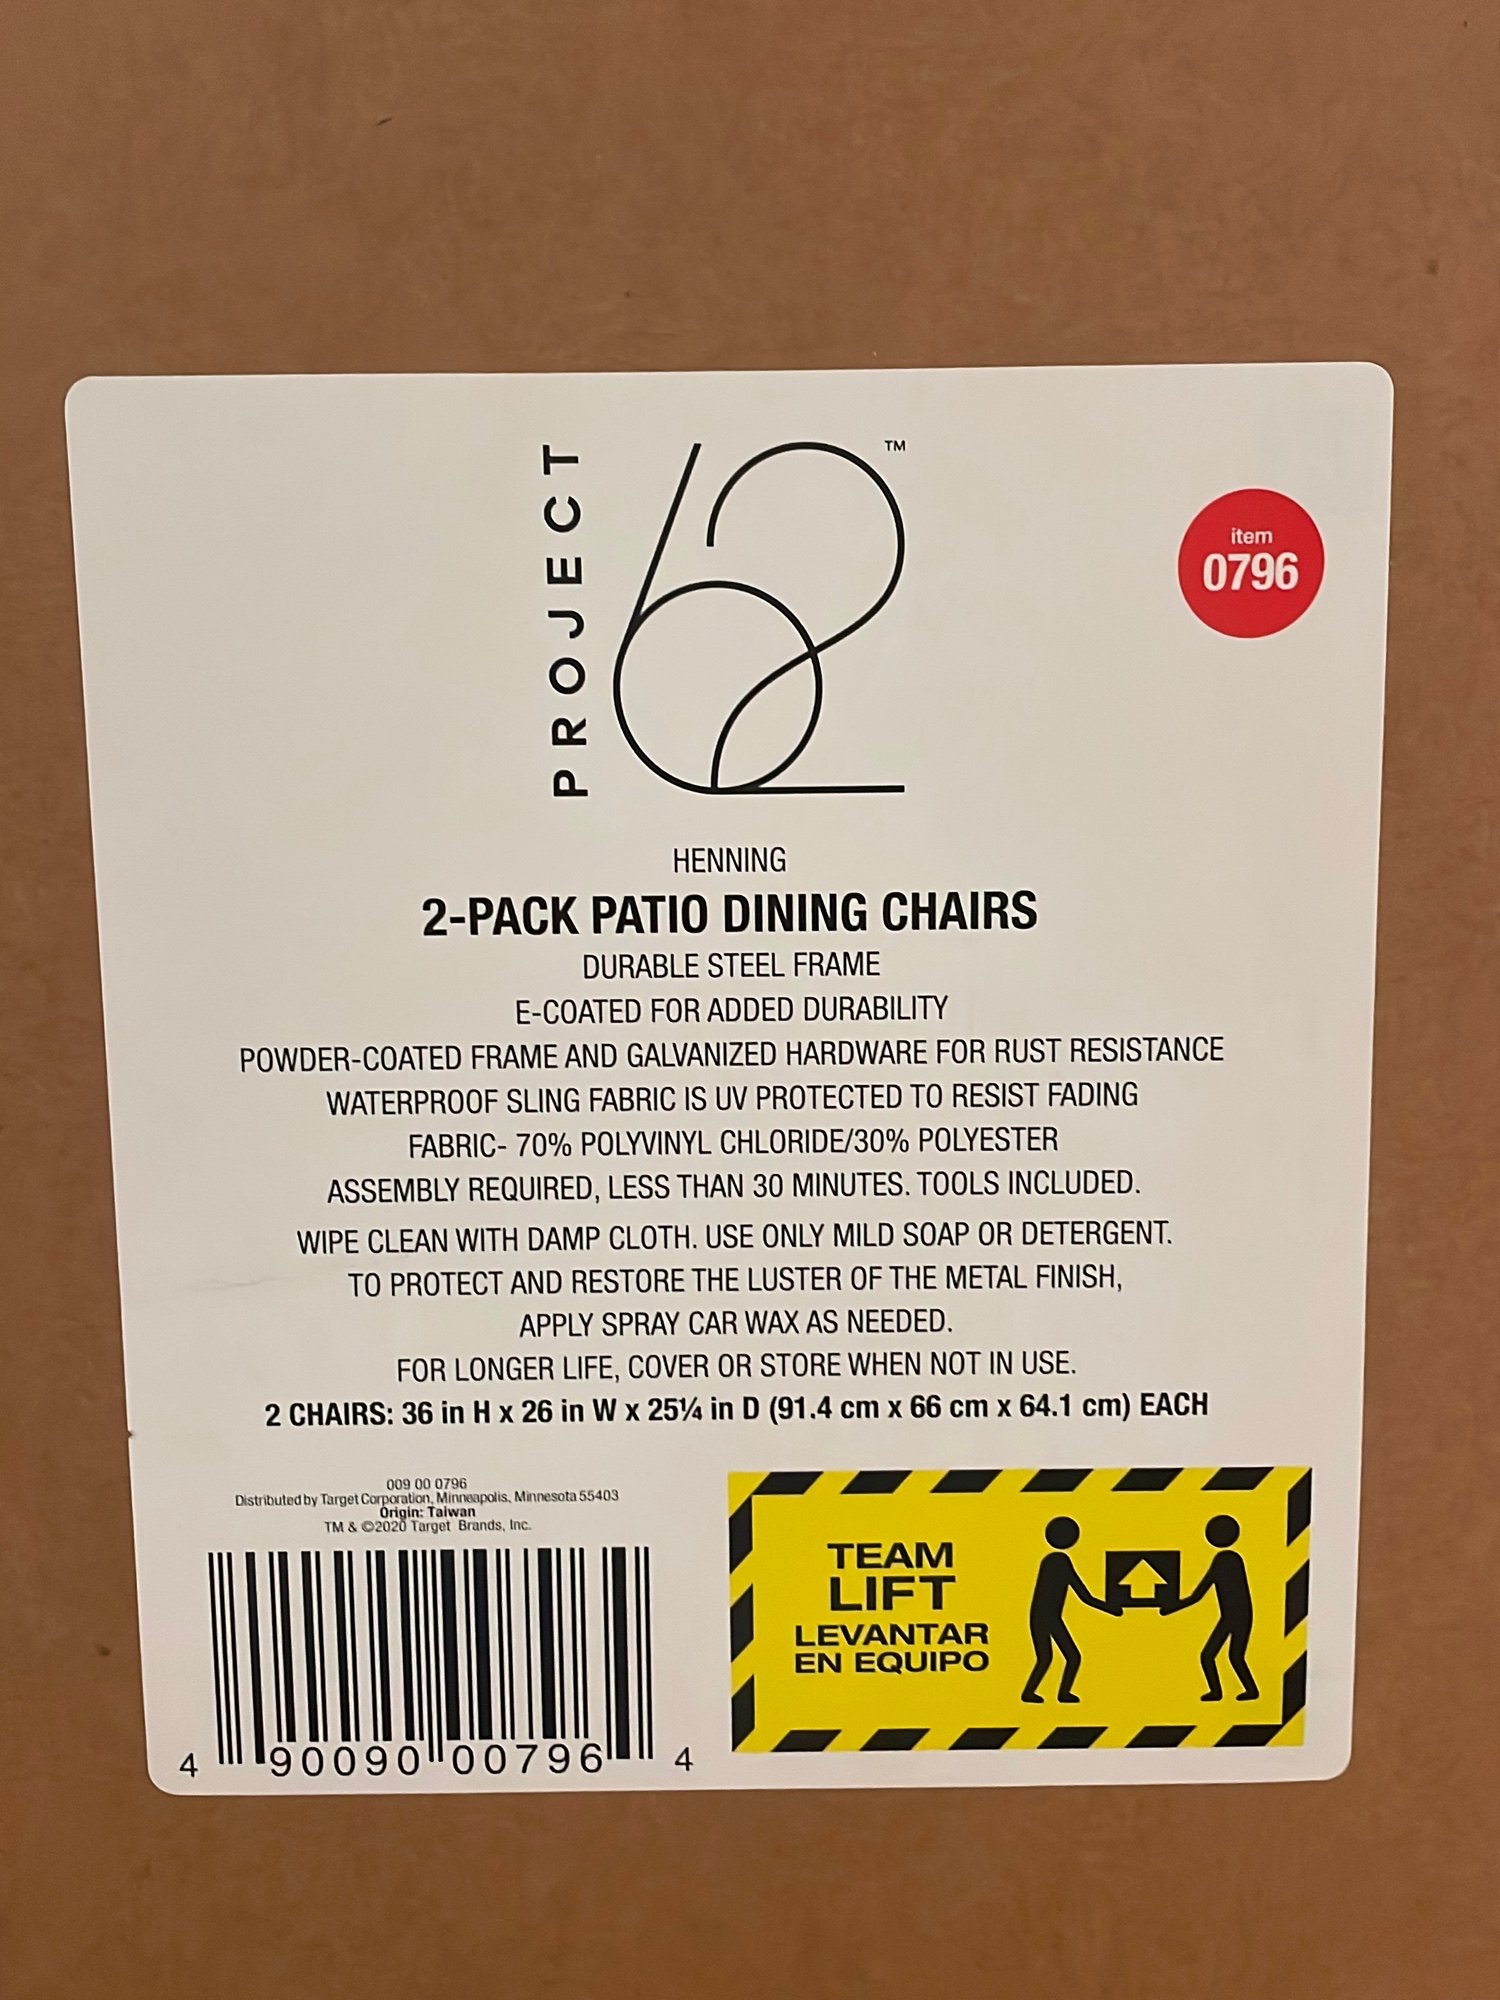 PROJECT 62 ™
item
0796
HENNING
2-PACK PATIO DINING CHAIRS
DURABLE STEEL FRAME
E-COATED FOR ADDED DURABILITY
POWDER-COATED FRAME AND GALVANIZED HARDWARE FOR RUST RESISTANCE
WATERPROOF SLING FABRIC IS UV PROTECTED TO RESIST FADING
FABRIC- 70% POLYVINYL CHLORIDE/30% POLYESTER
ASSEMBLY REQUIRED, LESS THAN 30 MINUTES. TOOLS INCLUDED.
WIPE CLEAN WITH DAMP CLOTH. USE ONLY MILD SOAP OR DETERGENT.
TO PROTECT AND RESTORE THE LUSTER OF THE METAL FINISH,
APPLY SPRAY CAR WAX AS NEEDED.
FOR LONGER LIFE, COVER OR STORE WHEN NOT IN USE.
2 CHAIRS: 36 in H x 26 in W x 25¼ in D (91.4 cm x 66 cm x 64.1 cm) EACH
009 00 0796
Distributed by Target Corporation, Minneapolis, Minnesota 55403
Origin: Taiwan
TM & ©2020 Target Brands, Inc.
4 90090 00796 4
TEAM
LIFT
LEVANTAR
EN EQUIPO